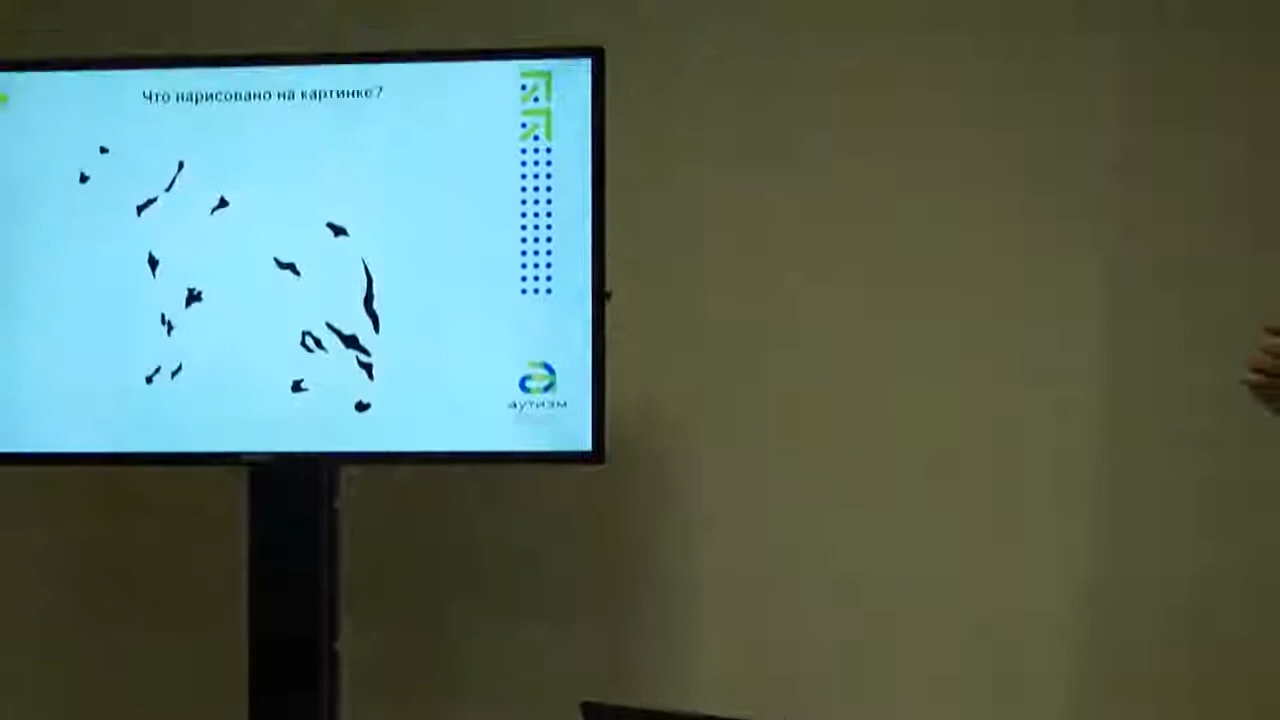 Что нарисовано на картинке?
аутизм